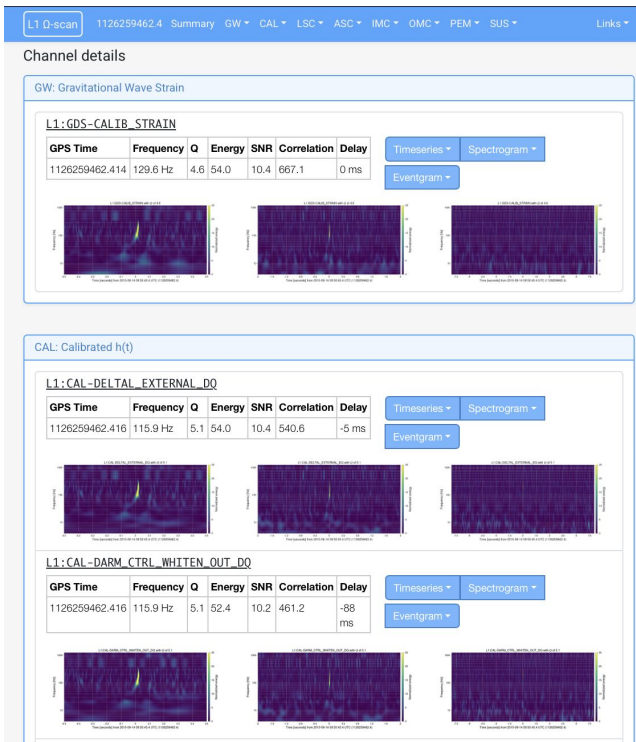 L1 Ω-scan 1126259462.4 Summary GW CAL LSC ASC IMC OMC PEM SUS Links
Channel details
GW: Gravitational Wave Strain
L1:GDS-CALIB_STRAIN
GPS Time Frequency Q Energy SNR Correlation Delay
1126259462.414 129.6 Hz 4.6 54.0 10.4 667.1 0 ms
Timeseries Spectrogram
Eventgram
CAL: Calibrated h(t)
L1:CAL-DELTAL_EXTERNAL_DQ
GPS Time Frequency Q Energy SNR Correlation Delay
1126259462.416 115.9 Hz 5.1 54.0 10.4 540.6 -5 ms
Timeseries Spectrogram
Eventgram
L1:CAL-DARM_CTRL_WHITEN_OUT_DQ
GPS Time Frequency Q Energy SNR Correlation Delay
1126259462.416 115.9 Hz 5.1 52.4 10.2 461.2 -88
ms
Timeseries Spectrogram
Eventgram